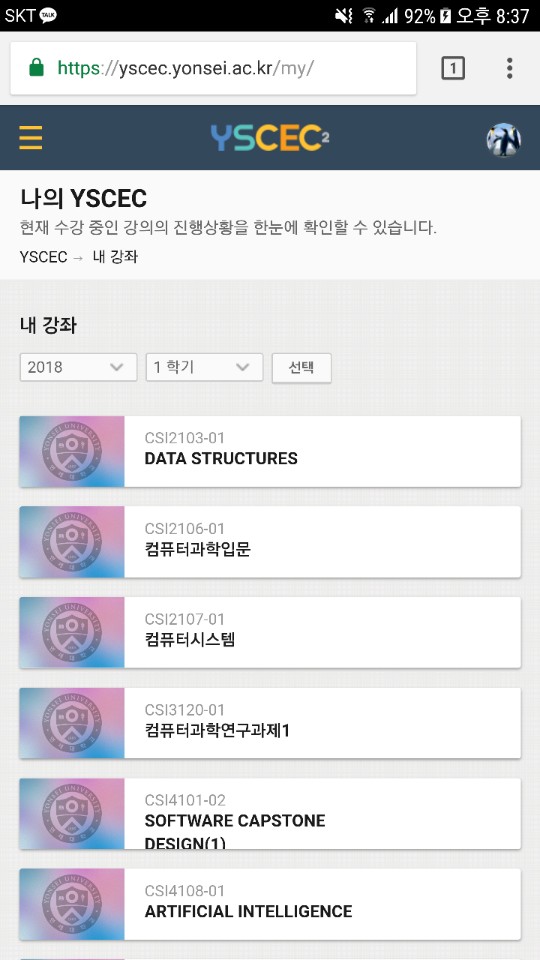 SKT TALK 92% 오후 8:37
https://yscec.yonsei.ac.kr/my/ 1
YSCEC2
나의 YSCEC
현재 수강 중인 강의의 진행상황을 한눈에 확인할 수 있습니다.
YSCEC → 내 강좌
내 강좌
2018 1 학기 선택
CSI2103-01
DATA STRUCTURES
CSI2106-01
컴퓨터과학입문
CSI2107-01
컴퓨터시스템
CSI3120-01
컴퓨터과학연구과제1
CSI4101-02
SOFTWARE CAPSTONE
DESIGN(1)
CSI4108-01
ARTIFICIAL INTELLIGENCE